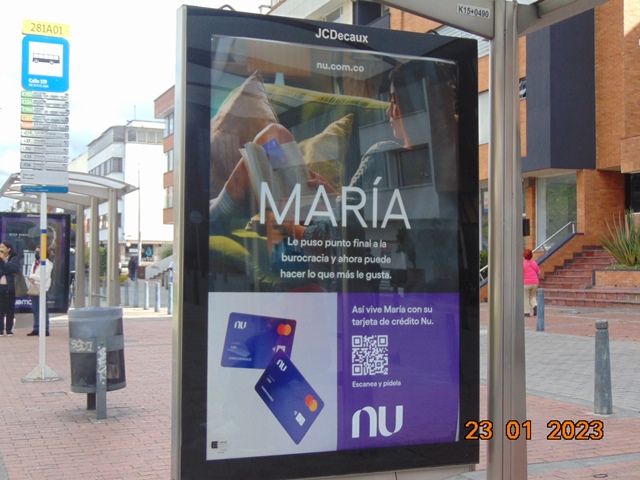 K15+0490
281A01
JCDecaux
nu.com.co
Calle 119
MARÍA
Le puso punto final a la
burocracia y ahora puede
hacer lo que más le gusta.
Así vive María con su
tarjeta de crédito Nu.
nu
Escanea y pídela
nu
23 01 2023